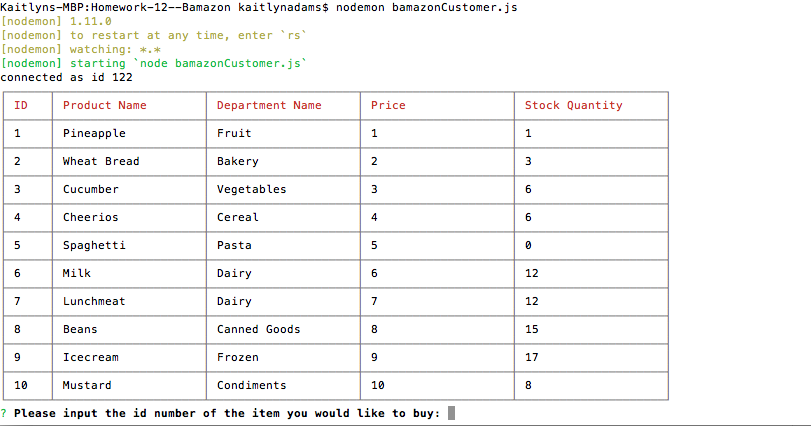 Kaitlyns-MBP:Homework-12--Bamazon kaitlynadams$ nodemon bamazonCustomer.js
[nodemon] 1.11.0
[nodemon] to restart at any time, enter `rs`
[nodemon] watching: *.*
[nodemon] starting `node bamazonCustomer.js`
connected as id 122
ID Product Name Department Name Price Stock Quantity
1 Pineapple Fruit 1 1
2 Wheat Bread Bakery 2 3
3 Cucumber Vegetables 3 6
4 Cheerios Cereal 4 6
5 Spaghetti Pasta 5 0
6 Milk Dairy 6 12
7 Lunchmeat Dairy 7 12
8 Beans Canned Goods 8 15
9 Icecream Frozen 9 17
10 Mustard Condiments 10 8
? Please input the id number of the item you would like to buy: